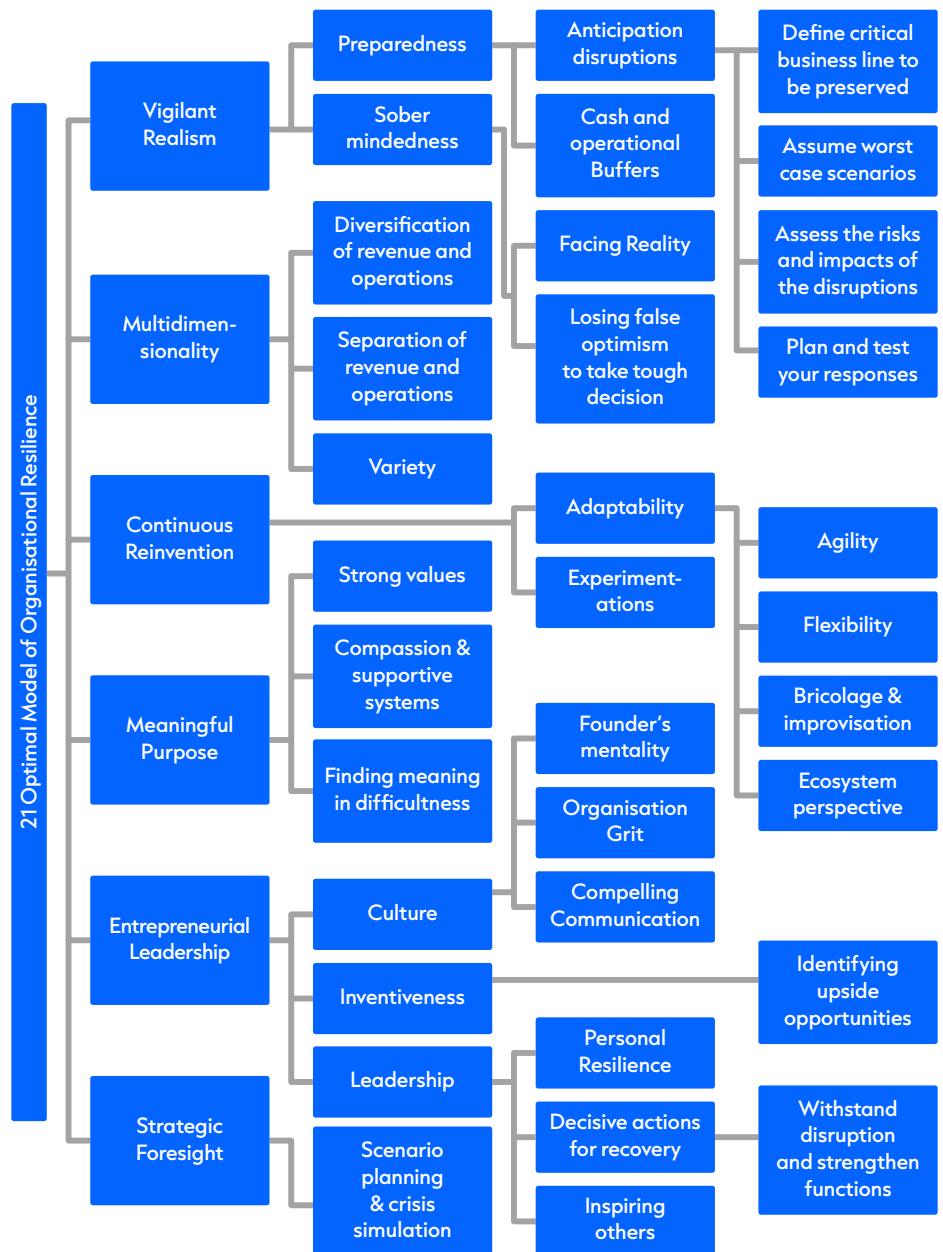 21 Optimal Model of Organisational Resilience
Vigilant
Realism
Multidimen-
sionality
Continuous
Reinvention
Meaningful
Purpose
Entrepreneurial
Leadership
Strategic
Foresight
Preparedness
Sober
mindedness
Diversification
of revenue and
operations
Separation of
revenue and
operations
Variety
Strong values
Compassion &
supportive
systems
Finding meaning
in difficultness
Culture
Inventiveness
Leadership
Scenario
planning
& crisis
simulation
Anticipation
disruptions
Cash and
operational
Buffers
Facing Reality
Losing false
optimism
to take tough
decision
Adaptability
Experiment-
ations
Founder's
mentality
Organisation
Grit
Compelling
Communication
Personal
Resilience
Decisive actions
for recovery
Inspiring
others
Define critical
business line to
be preserved
Assume worst
case scenarios
Assess the risks
and impacts of
the disruptions
Plan and test
your responses
Agility
Flexibility
Bricolage &
improvisation
Ecosystem
perspective
Identifying
upside
opportunities
Withstand
disruption
and strengthen
functions